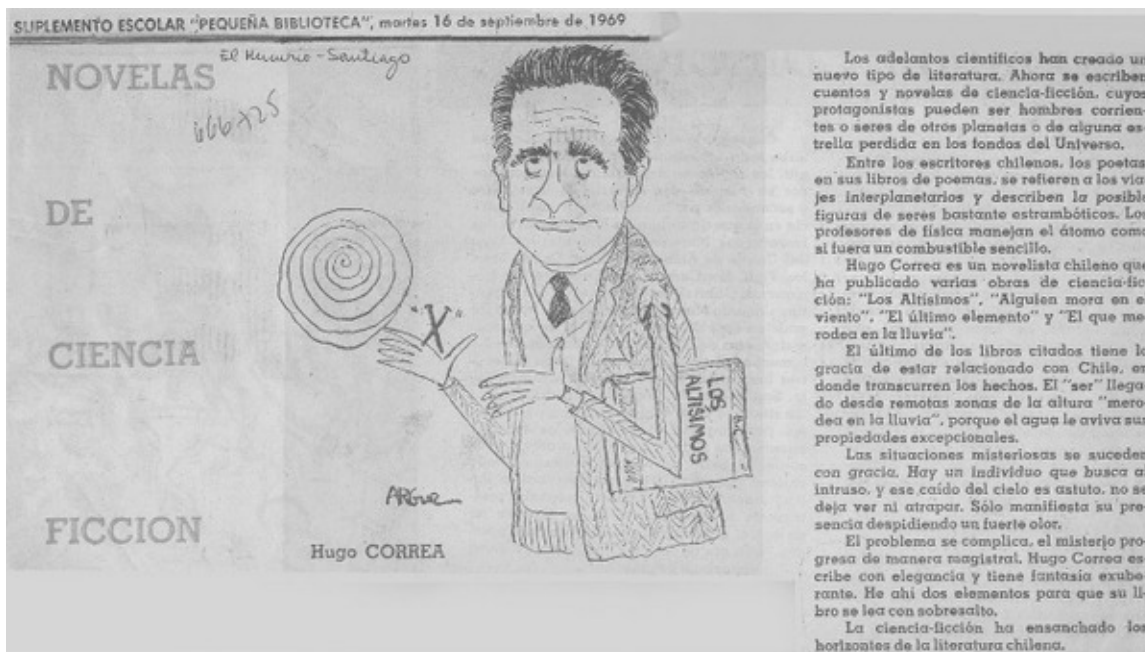 SUPLEMENTO ESCOLAR "PEQUEÑA BIBLIOTECA", martes 16 de septiembre de 1969
El Mercurio - Santiago
NOVELAS
DE
CIENCIA
FICCION
666725
"X"
LOS
ALTÍSIMOS
ARGUE
Hugo CORREA
Los adelantos científicos han creado un
nuevo tipo de literatura. Ahora se escriben
cuentos y novelas de ciencia-ficción, cuyos
protagonistas pueden ser hombres corrien-
tes o seres de otros planetas o de alguna es-
trella perdida en los fondos del Universo.
Entre los escritores chilenos, los poetas,
en sus libros de poemas, se refieren a los via-
jes interplanetarios y describen la posible
figuras de seres bastante estrambóticos. Los
profesores de física manejan el átomo como
si fuera un combustible sencillo.
Hugo Correa es un novelista chileno que
ha publicado varias obras de ciencia-fic-
ción: "Los Altísimos", "Alguien mora en el
viento", "El último elemento" y "El que me-
rodea en la lluvia".
El último de los libros citados tiene la
gracia de estar relacionado con Chile, en
donde transcurren los hechos. El "ser" llega-
do desde remotas zonas de la altura "mero-
dea en la lluvia", porque el agua le aviva sus
propiedades excepcionales.
Las situaciones misteriosas se suceden
con gracia. Hay un individuo que busca al
intruso, y ese caído del cielo es astuto, no se
deja ver ni atrapar. Sólo manifiesta su pre-
sencia despidiendo un fuerte olor.
El problema se complica, el misterio pro-
gresa de manera magistral. Hugo Correa es-
cribe con elegancia y tiene fantasía exube-
rante. He ahí dos elementos para que su li-
bro se lea con sobresalto.
La ciencia-ficción ha ensanchado los
horizontes de la literatura chilena.